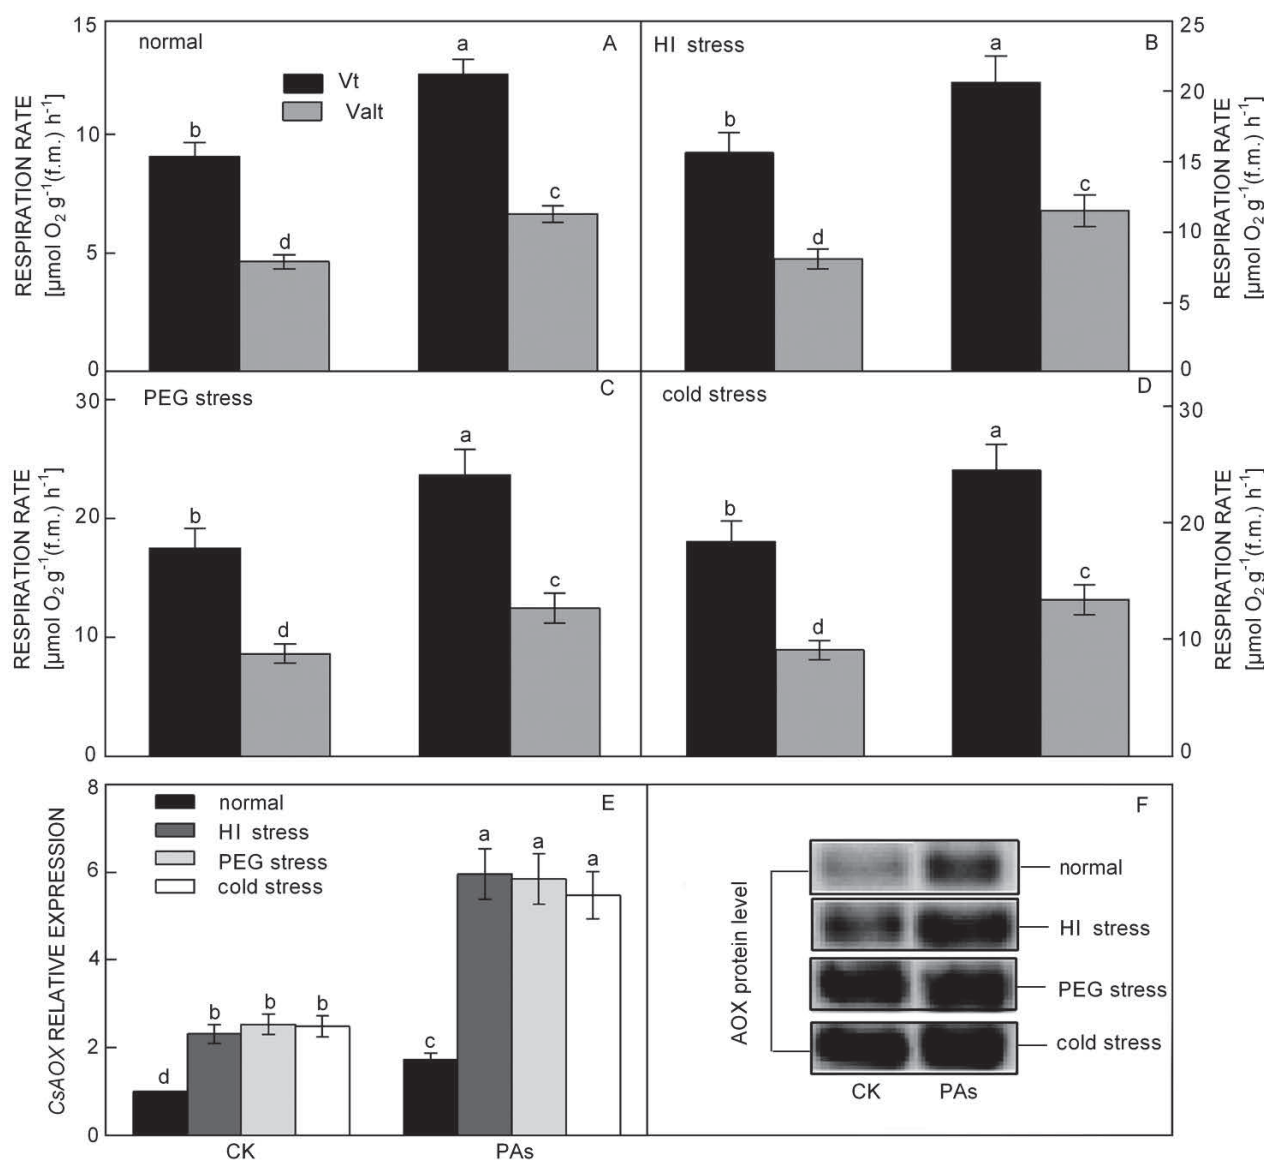 15
normal
A
a
Vt
Valt
b
c
d
10
5
0
RESPIRATION RATE
[µmol O2 g-1(f.m.) h-1]
HI stress
B
a
b
c
d
25
20
15
10
5
0
RESPIRATION RATE
[µmol O2 g-1(f.m.) h-1]
PEG stress
C
a
b
c
d
30
20
10
0
RESPIRATION RATE
[µmol O2 g-1(f.m.) h-1]
cold stress
D
a
b
c
d
30
20
10
0
RESPIRATION RATE
[µmol O2 g-1(f.m.) h-1]
8
6
4
2
0
CsAOX RELATIVE EXPRESSION
normal
HI stress
PEG stress
cold stress
E
d
b
b
b
c
a
a
a
CK
PAs
F
AOX protein level
normal
HI stress
PEG stress
cold stress
CK
PAs